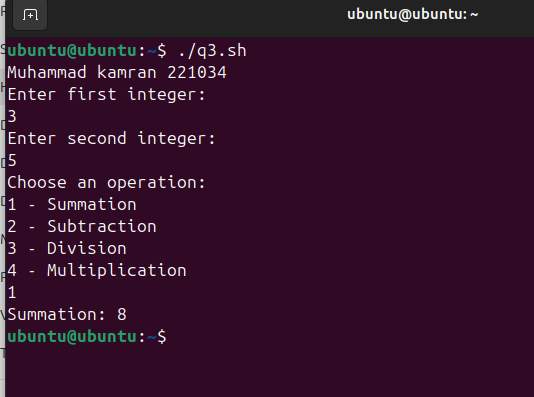 ubuntu@ubuntu: ~
ubuntu@ubuntu:~$ ./q3.sh
Muhammad kamran 221034
Enter first integer:
3
Enter second integer:
5
Choose an operation:
1 - Summation
2 - Subtraction
3 - Division
4 - Multiplication
1
Summation: 8
ubuntu@ubuntu:~$